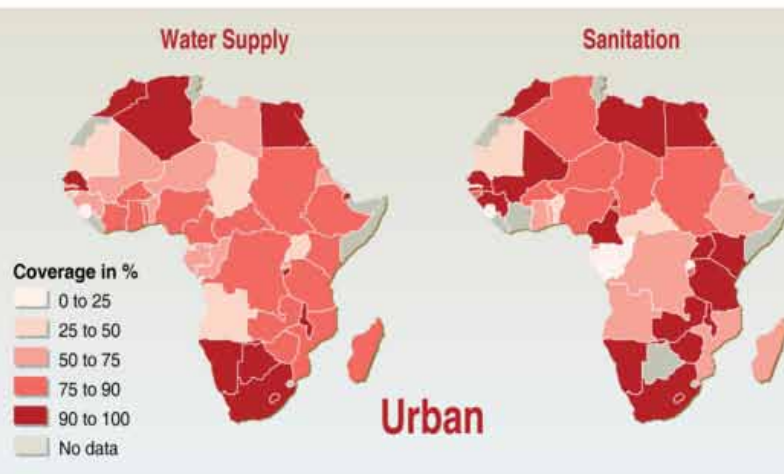 Water Supply
Sanitation
Coverage in %
0 to 25
25 to 50
50 to 75
75 to 90
90 to 100
No data
Urban